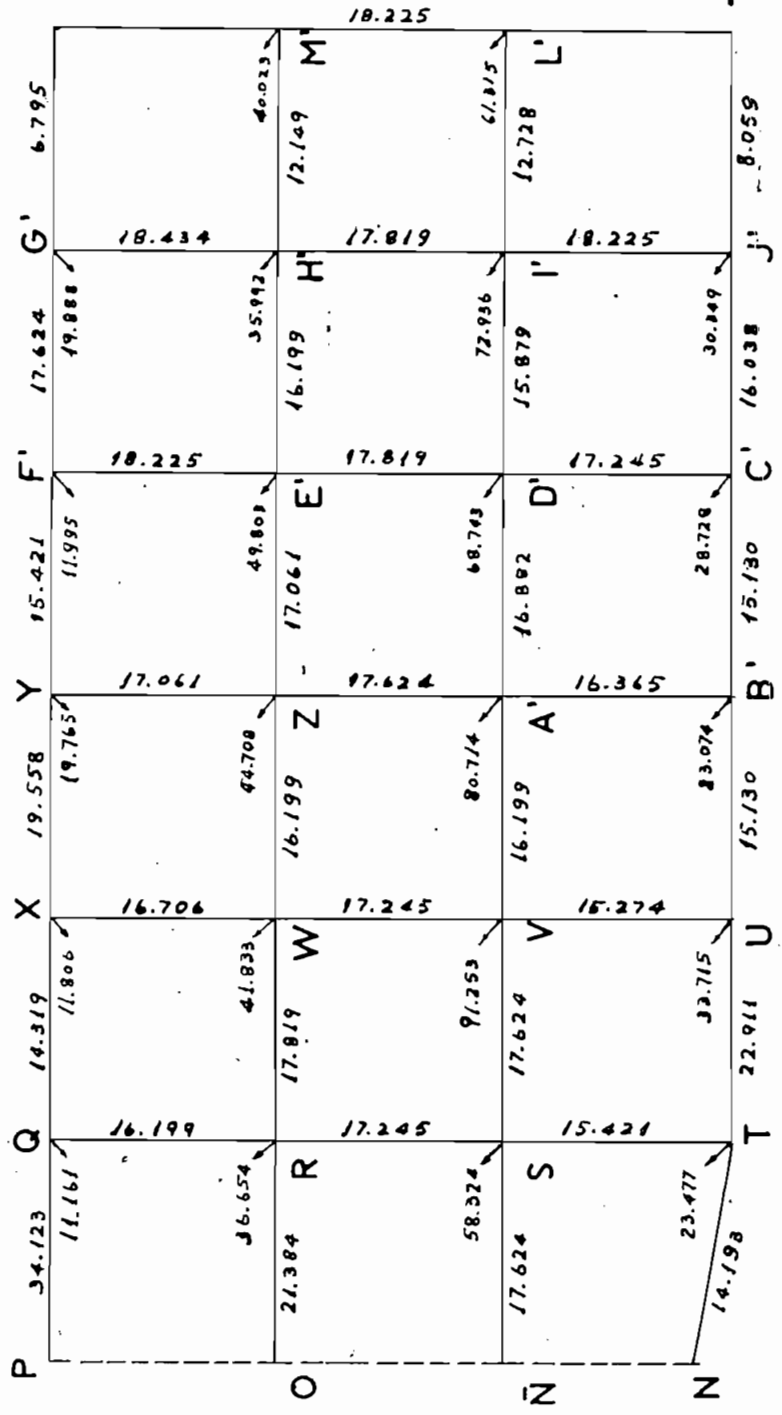 P 34.123 Q 14.319 X 19.558 Y 15.421 F' 17.624 G' 6.795
11.161 11.806 19.765 11.995 19.888
16.199 16.706 17.061 18.225 18.434 18.225
36.654 41.833 44.708 49.803 35.992 40.023
O 21.384 R 17.819 W 16.199 Z 17.061 E' 16.199 H' 12.149 M'
17.245 17.245 17.624 17.819 17.819
58.324 91.253 80.714 68.743 72.936 61.315
N̄ 17.624 S 17.624 V 16.199 A' 16.882 D' 15.879 I' 12.728 L'
15.421 15.274 16.365 17.245 18.225
23.477 32.715 23.074 28.728 30.349
N 14.193 T 22.911 U 15.130 B' 15.130 C' 16.038 J' 8.059